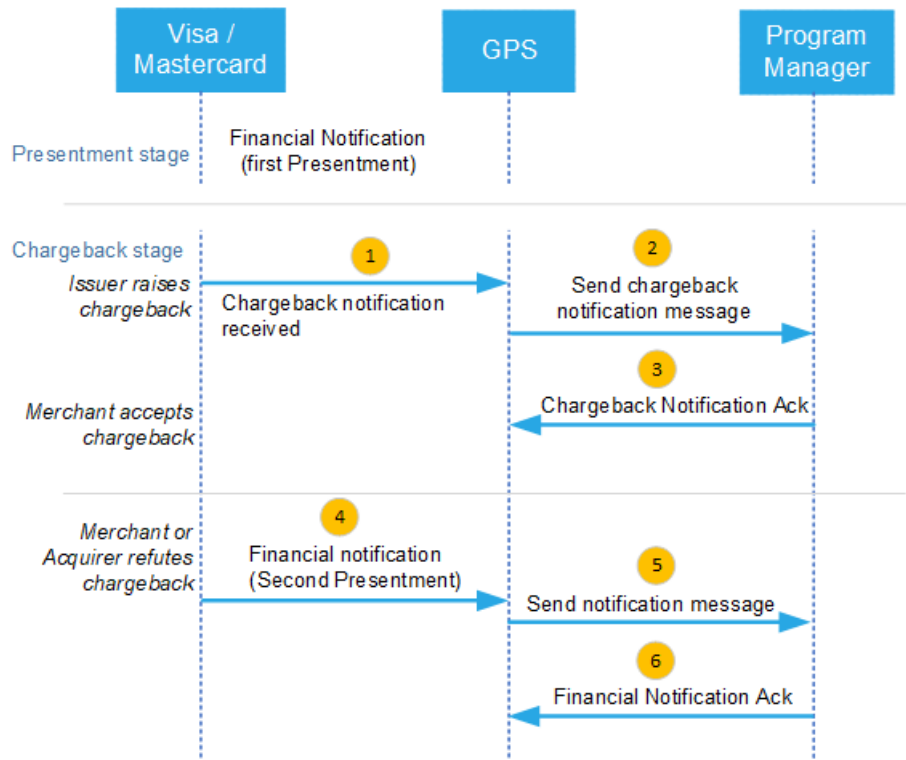 Visa /
Mastercard
GPS
Program
Manager
Presentment stage
Financial Notification
(first Presentment)
Chargeback stage
Issuer raises
chargeback
1
Chargeback notification
received
2
Send chargeback
notification message
3
Chargeback Notification Ack
Merchant accepts
chargeback
Merchant or
Acquirer refutes
chargeback
4
Financial notification
(Second Presentment)
5
Send notification message
6
Financial Notification Ack